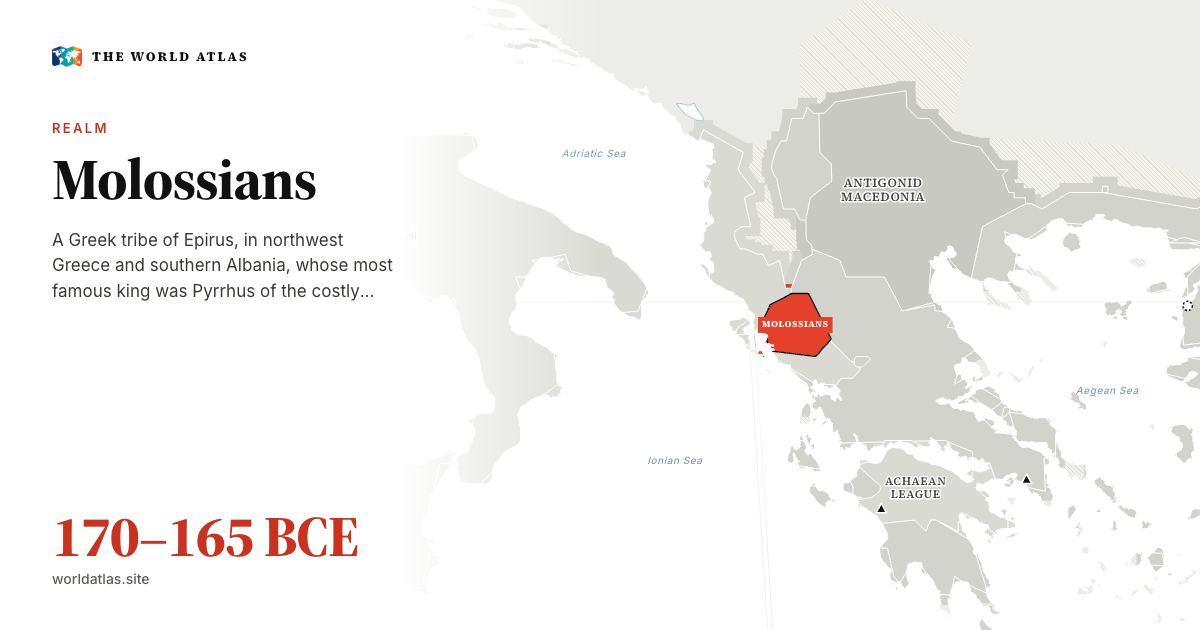 THE WORLD ATLAS
REALM
Molossians
A Greek tribe of Epirus, in northwest
Greece and southern Albania, whose most
famous king was Pyrrhus of the costly...
170–165 BCE
worldatlas.site
Adriatic Sea
ANTIGONID
MACEDONIA
MOLOSSIANS
Aegean Sea
Ionian Sea
ACHAEAN
LEAGUE